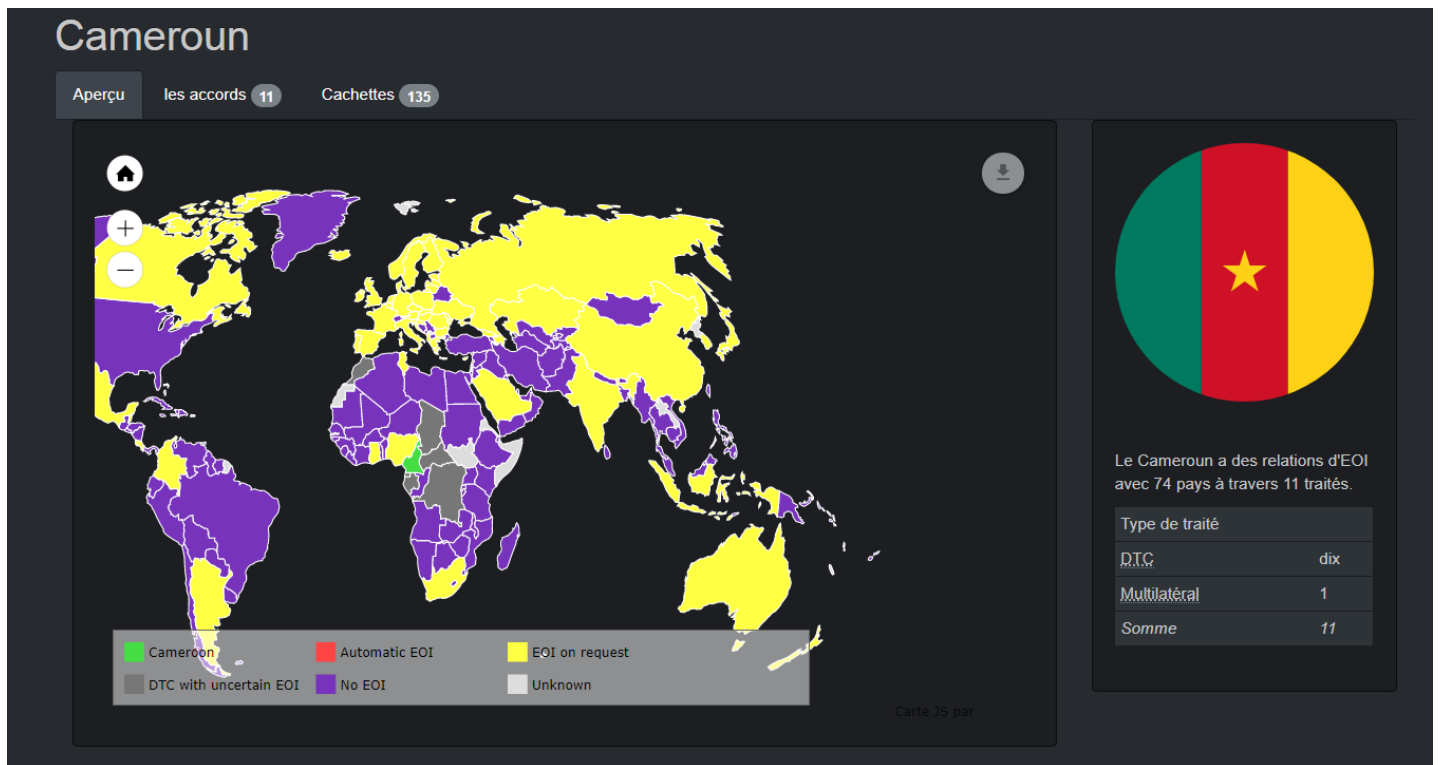 Cameroun
Aperçu les accords 11 Cachettes 135
Le Cameroun a des relations d'EOI
avec 74 pays à travers 11 traités.
Type de traité
DTC dix
Multilatéral 1
Somme 11
Cameroon Automatic EOI EOI on request
DTC with uncertain EOI No EOI Unknown
Carte JS par